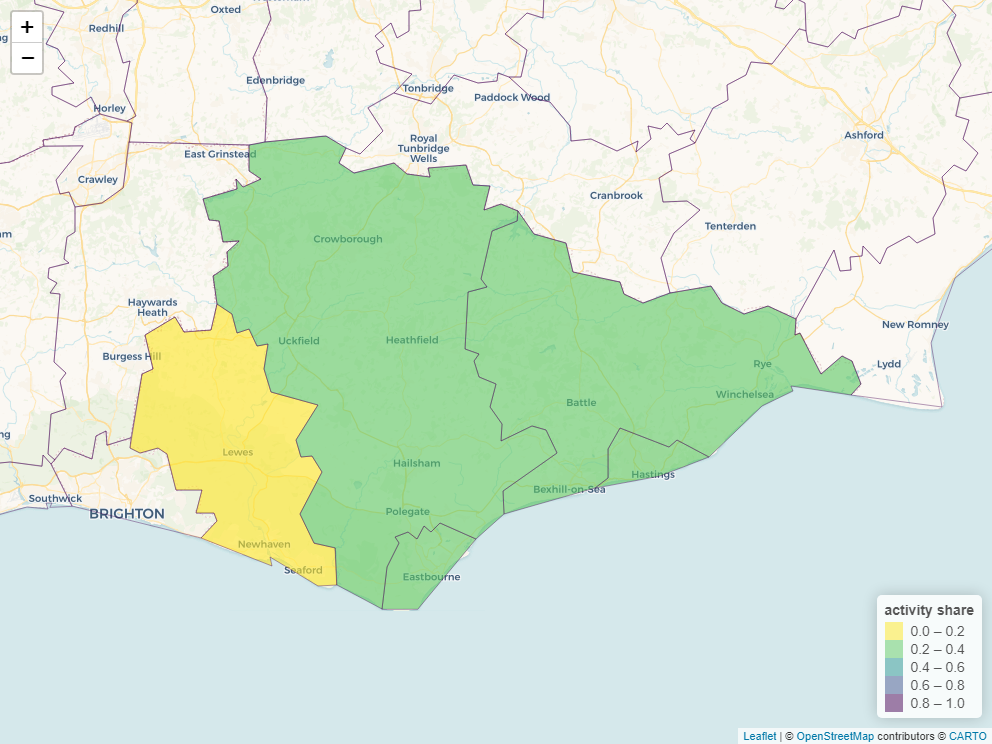 +
−
Redhill
Oxted
Edenbridge
Tonbridge
Paddock Wood
Horley
Royal
Tunbridge
Wells
Ashford
East Grinstead
Crawley
Cranbrook
Tenterden
Crowborough
Haywards
Heath
New Romney
Uckfield
Heathfield
Burgess Hill
Rye
Lydd
Winchelsea
Battle
Lewes
Hailsham
Hastings
Bexhill-on-Sea
Southwick
BRIGHTON
Polegate
Newhaven
Seaford
Eastbourne
activity share
0.0 – 0.2
0.2 – 0.4
0.4 – 0.6
0.6 – 0.8
0.8 – 1.0
Leaflet | © OpenStreetMap contributors © CARTO